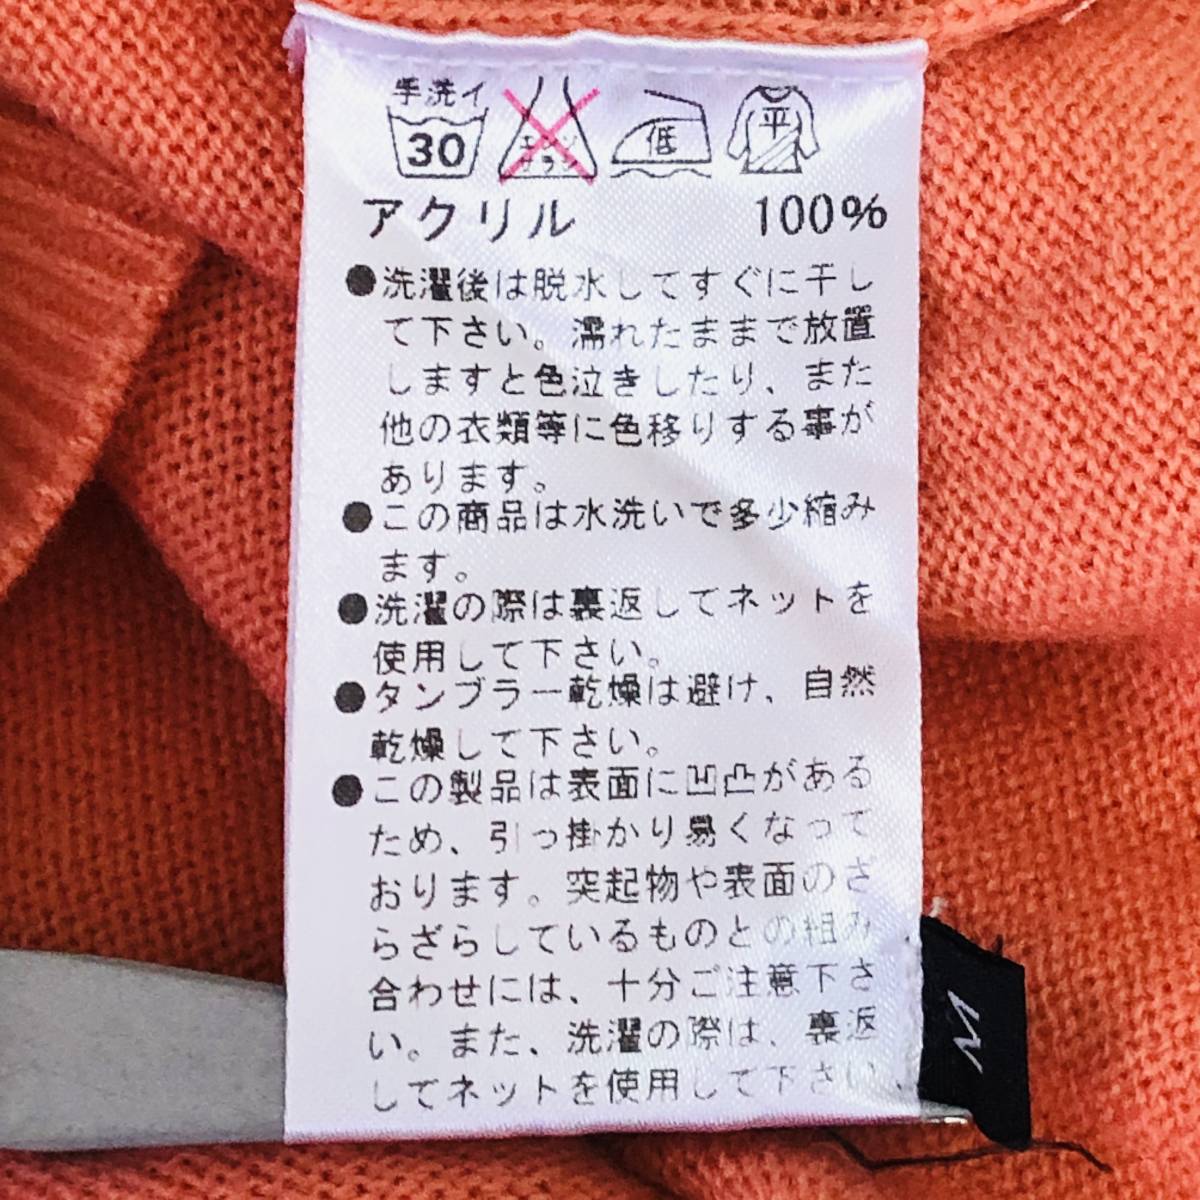 手洗イ
30
エンソ
サラシ
低
平
アクリル 100%
●洗濯後は脱水してすぐに干し
て下さい。濡れたままで放置
しますと色泣きしたり、また
他の衣類等に色移りする事が
あります。
●この商品は水洗いで多少縮み
ます。
●洗濯の際は裏返してネットを
使用して下さい。
●タンブラー乾燥は避け、自然
乾燥して下さい。
●この製品は表面に凹凸がある
ため、引っ掛かり易くなって
おります。突起物や表面のざ
らざらしているものとの組み
合わせには、十分ご注意下さ
い。また、洗濯の際は、裏返
してネットを使用して下さい。
M